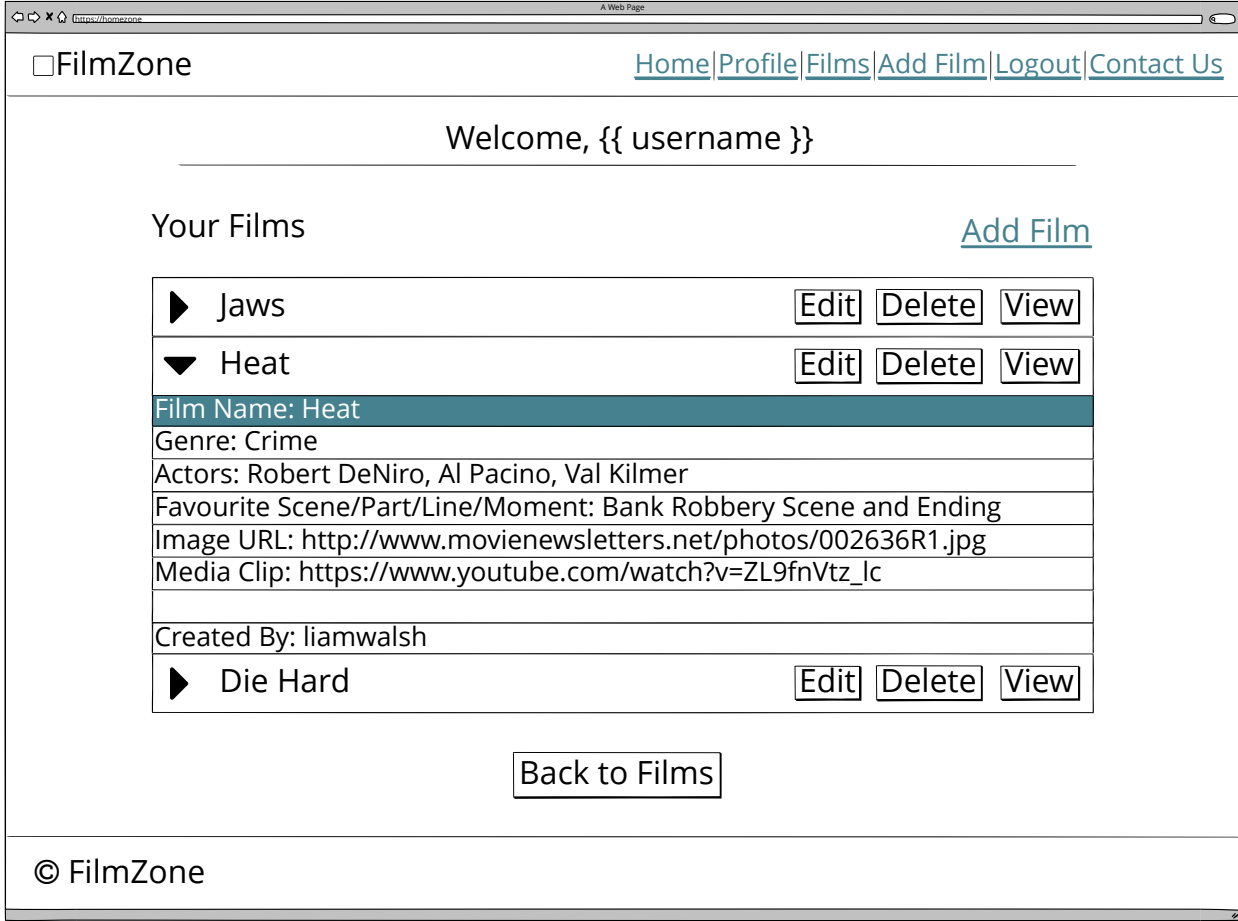 A Web Page
https://homezone
FilmZone
Home|Profile|Films|Add Film|Logout|Contact Us
Welcome, {{ username }}
Your Films
Add Film
Jaws Edit Delete View
Heat Edit Delete View
Film Name: Heat
Genre: Crime
Actors: Robert DeNiro, Al Pacino, Val Kilmer
Favourite Scene/Part/Line/Moment: Bank Robbery Scene and Ending
Image URL: http://www.movienewsletters.net/photos/002636R1.jpg
Media Clip: https://www.youtube.com/watch?v=ZL9fnVtz_lc
Created By: liamwalsh
Die Hard Edit Delete View
Back to Films
© FilmZone